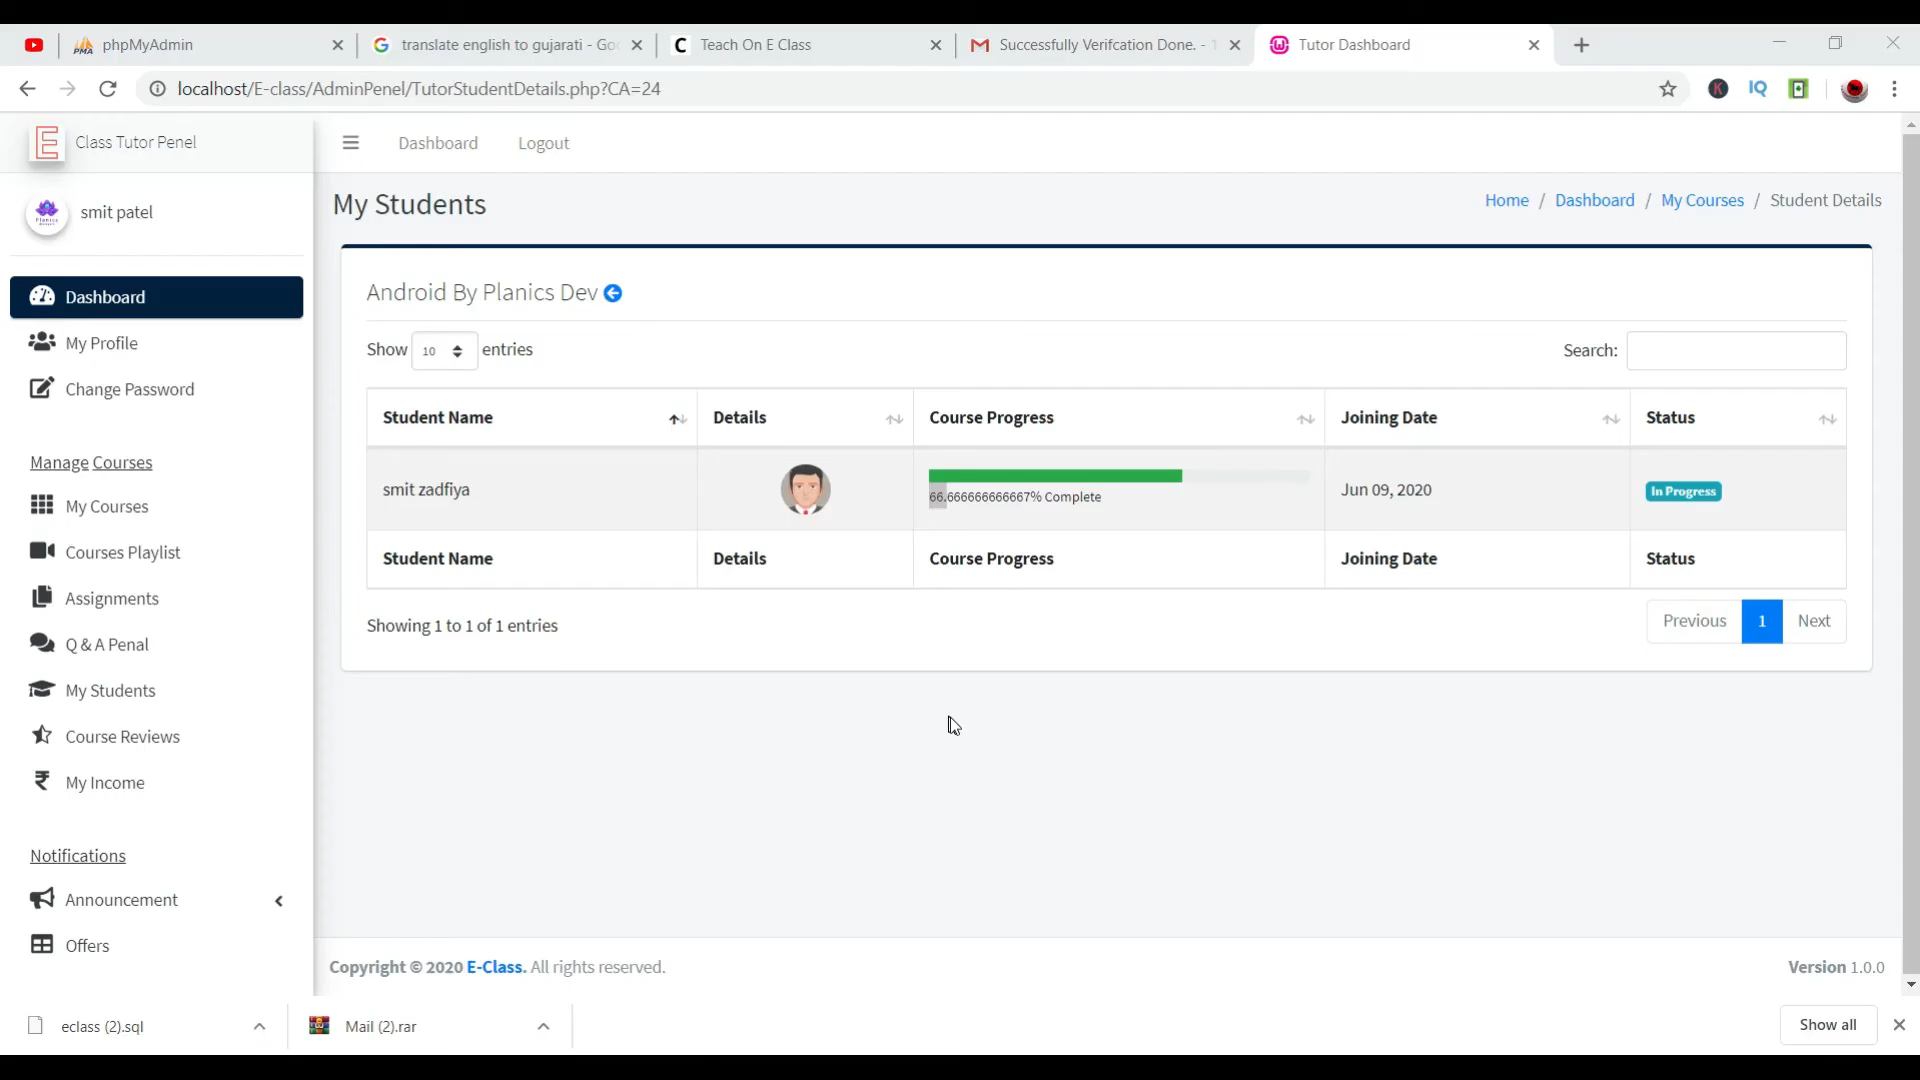 phpMyAdmin
translate english to gujarati - Go
Teach On E Class
Successfully Verifcation Done. -
Tutor Dashboard
localhost/E-class/AdminPenel/TutorStudentDetails.php?CA=24
K
IQ
E Class Tutor Penel
Dashboard
Logout
smit patel
My Students
Home / Dashboard / My Courses / Student Details
Dashboard
My Profile
Change Password
Manage Courses
My Courses
Courses Playlist
Assignments
Q & A Penal
My Students
Course Reviews
My Income
Notifications
Announcement
Offers
Android By Planics Dev
Show 10 entries
Search:
Student Name Details Course Progress Joining Date Status
smit zadfiya 66.666666666667% Complete Jun 09, 2020 In Progress
Student Name Details Course Progress Joining Date Status
Showing 1 to 1 of 1 entries
Previous 1 Next
Copyright © 2020 E-Class. All rights reserved.
Version 1.0.0
eclass (2).sql
Mail (2).rar
Show all